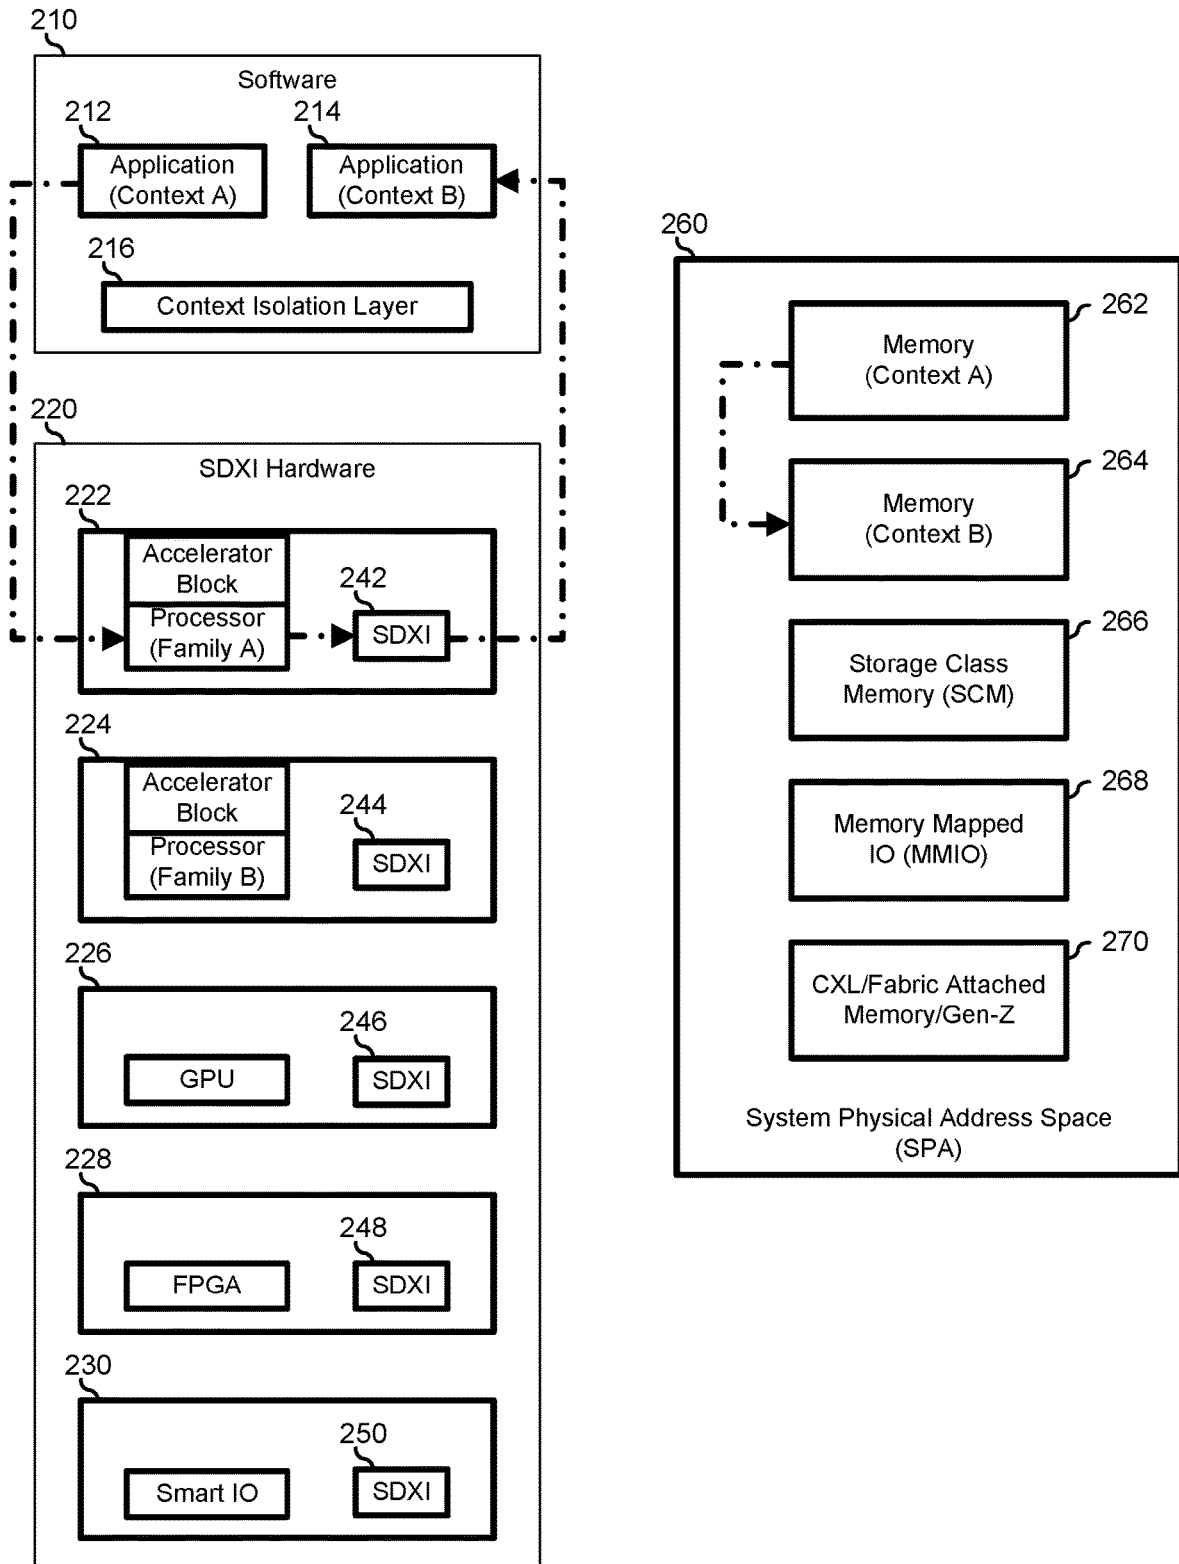 210
Software
212
214
Application
(Context A)
Application
(Context B)
216
Context Isolation Layer
220
SDXI Hardware
222
Accelerator
Block
Processor
(Family A)
242
SDXI
224
Accelerator
Block
Processor
(Family B)
244
SDXI
226
GPU
246
SDXI
228
FPGA
248
SDXI
230
Smart IO
250
SDXI
260
262
Memory
(Context A)
264
Memory
(Context B)
266
Storage Class
Memory (SCM)
268
Memory Mapped
IO (MMIO)
270
CXL/Fabric Attached
Memory/Gen-Z
System Physical Address Space
(SPA)